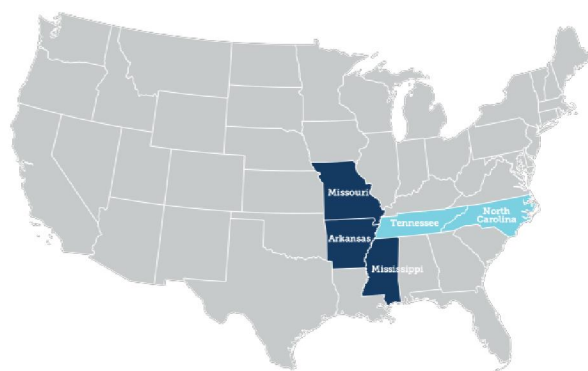 Missouri
Tennessee
North
Carolina
Arkansas
Mississippi